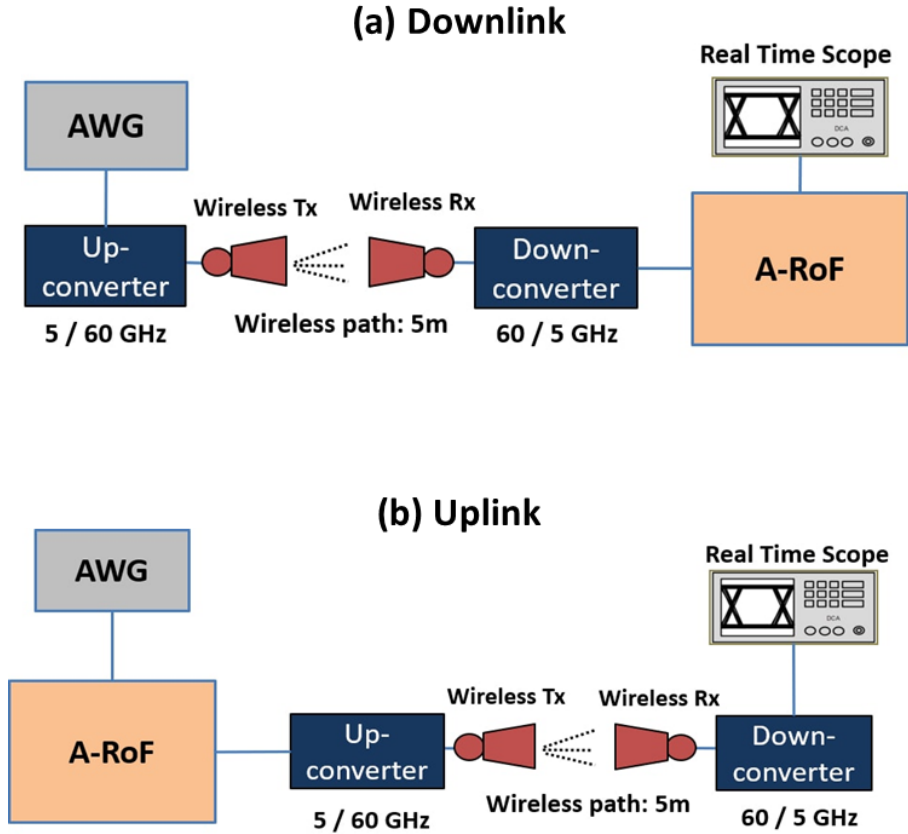 (a) Downlink
Real Time Scope
AWG
DCA
Wireless Tx
Wireless Rx
Up-
converter
Down-
converter
A-RoF
5 / 60 GHz
Wireless path: 5m
60 / 5 GHz
(b) Uplink
Real Time Scope
AWG
DCA
Wireless Tx
Wireless Rx
A-RoF
Up-
converter
Down-
converter
5 / 60 GHz
Wireless path: 5m
60 / 5 GHz